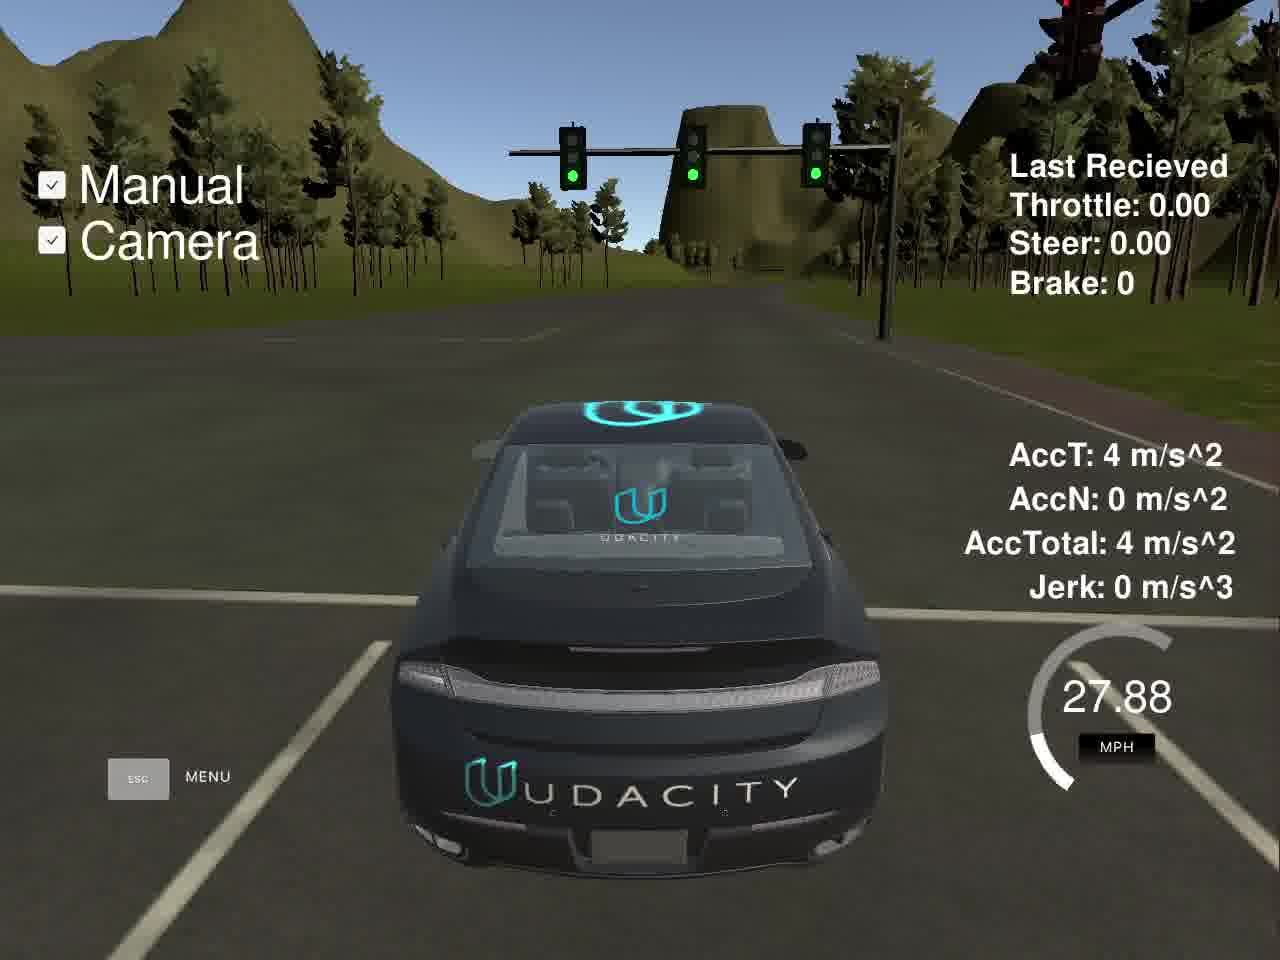 Manual
Camera
Last Recieved
Throttle: 0.00
Steer: 0.00
Brake: 0
AccT: 4 m/s^2
AccN: 0 m/s^2
AccTotal: 4 m/s^2
Jerk: 0 m/s^3
UDACITY
27.88
MPH
ESC
MENU
UDACITY